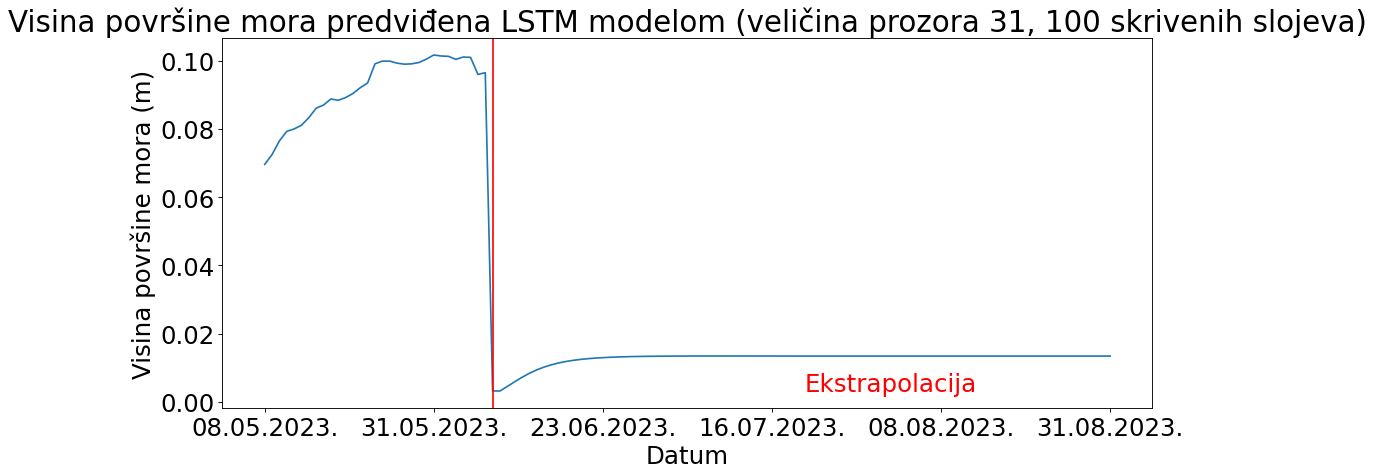 Visina površine mora predviđena LSTM modelom (veličina prozora 31, 100 skrivenih slojeva)
Visina površine mora (m)
0.10
0.08
0.06
0.04
0.02
0.00
Ekstrapolacija
08.05.2023. 31.05.2023. 23.06.2023. 16.07.2023. 08.08.2023. 31.08.2023.
Datum